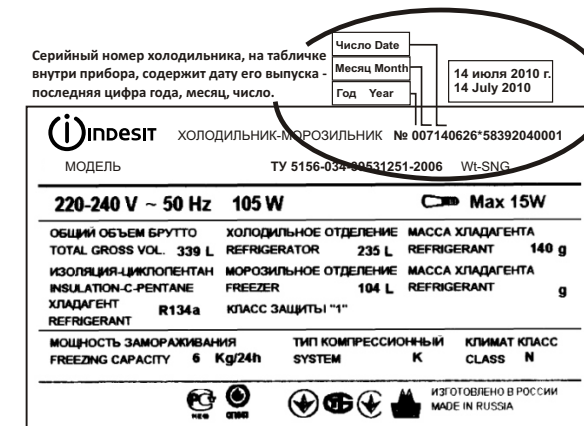 Серийный номер холодильника, на табличке
внутри прибора, содержит дату его выпуска -
последняя цифра года, месяц, число.
Число Date
Месяц Month
Год Year
14 июля 2010 г.
14 July 2010
INDESIT ХОЛОДИЛЬНИК-МОРОЗИЛЬНИК № 007140626*58392040001
МОДЕЛЬ ТУ 5156-034-39531251-2006 Wt-SNG
220-240 V ~ 50 Hz 105 W Max 15W
ОБЩИЙ ОБЪЕМ БРУТТО ХОЛОДИЛЬНОЕ ОТДЕЛЕНИЕ МАССА ХЛАДАГЕНТА
TOTAL GROSS VOL. 339 L REFRIGERATOR 235 L REFRIGERANT 140 g
ИЗОЛЯЦИЯ-ЦИКЛОПЕНТАН МОРОЗИЛЬНОЕ ОТДЕЛЕНИЕ МАССА ХЛАДАГЕНТА
INSULATION-C-PENTANE FREEZER 104 L REFRIGERANT g
ХЛАДАГЕНТ R134a КЛАСС ЗАЩИТЫ "1"
REFRIGERANT
МОЩНОСТЬ ЗАМОРАЖИВАНИЯ ТИП КОМПРЕССИОННЫЙ КЛИМАТ КЛАСС
FREEZING CAPACITY 6 Kg/24h SYSTEM K CLASS N
ИЗГОТОВЛЕНО В РОССИИ
MADE IN RUSSIA